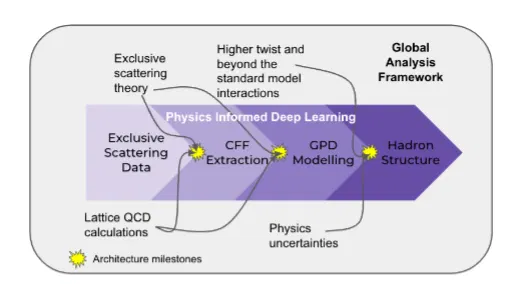 Exclusive
scattering
theory
Higher twist and
beyond the
standard model
interactions
Global
Analysis
Framework
Physics Informed Deep Learning
Exclusive
Scattering
Data
CFF
Extraction
GPD
Modelling
Hadron
Structure
Lattice QCD
calculations
Physics
uncertainties
Architecture milestones